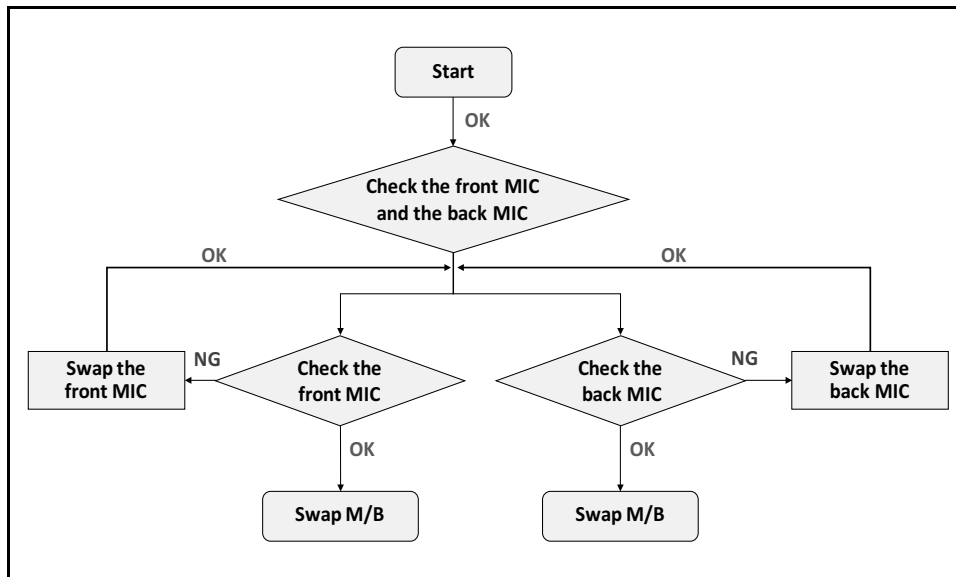 Start
OK
Check the front MIC
and the back MIC
OK
OK
Swap the
front MIC
NG
Check the
front MIC
Check the
back MIC
NG
Swap the
back MIC
OK
OK
Swap M/B
Swap M/B